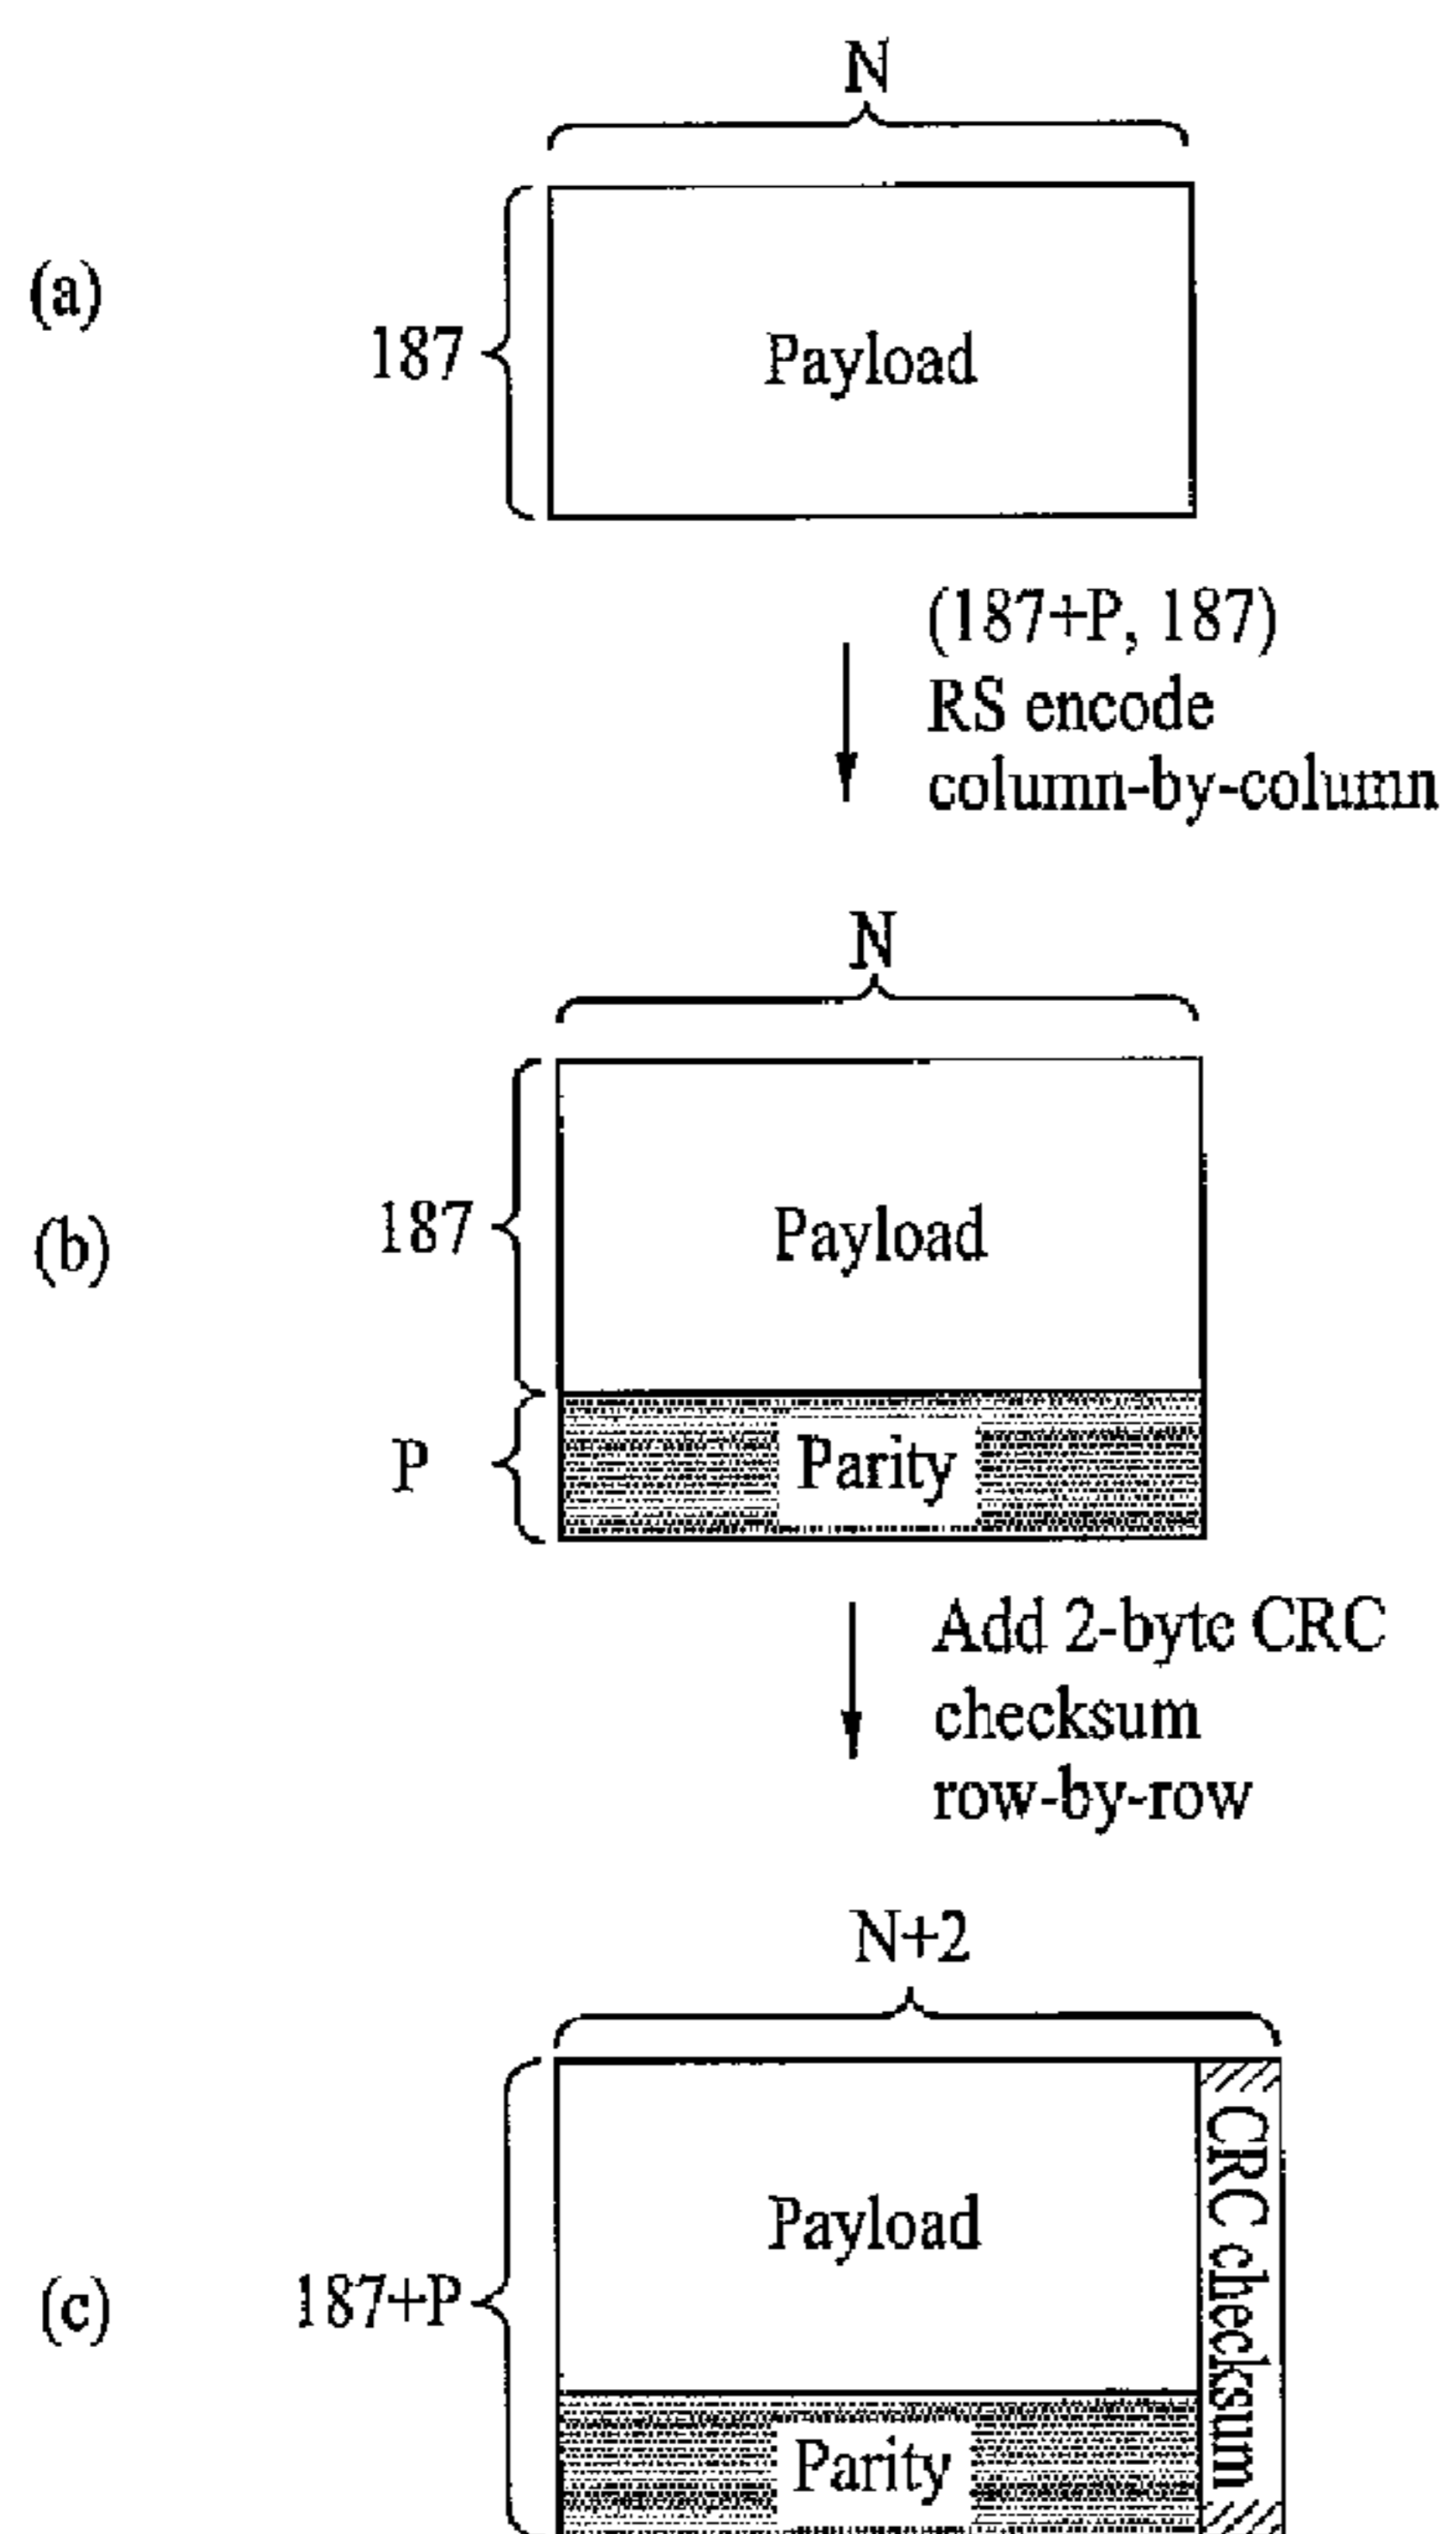 N
(a)
187
Payload
(187+P, 187)
RS encode
column-by-column
N
(b)
187
Payload
P
Parity
Add 2-byte CRC
checksum
row-by-row
N+2
(c)
187+P
Payload
CRC checksum
Parity